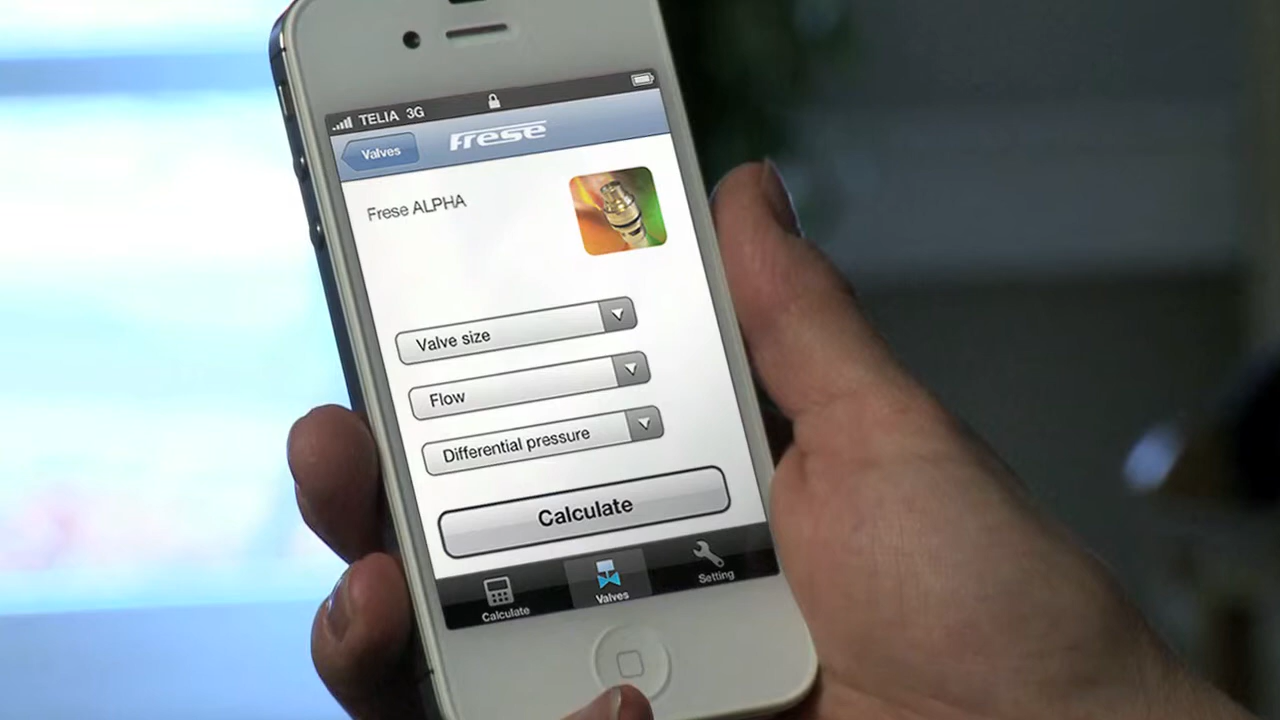 TELIA 3G
Valves
Frese
Frese ALPHA
Valve size
Flow
Differential pressure
Calculate
Calculate
Valves
Setting